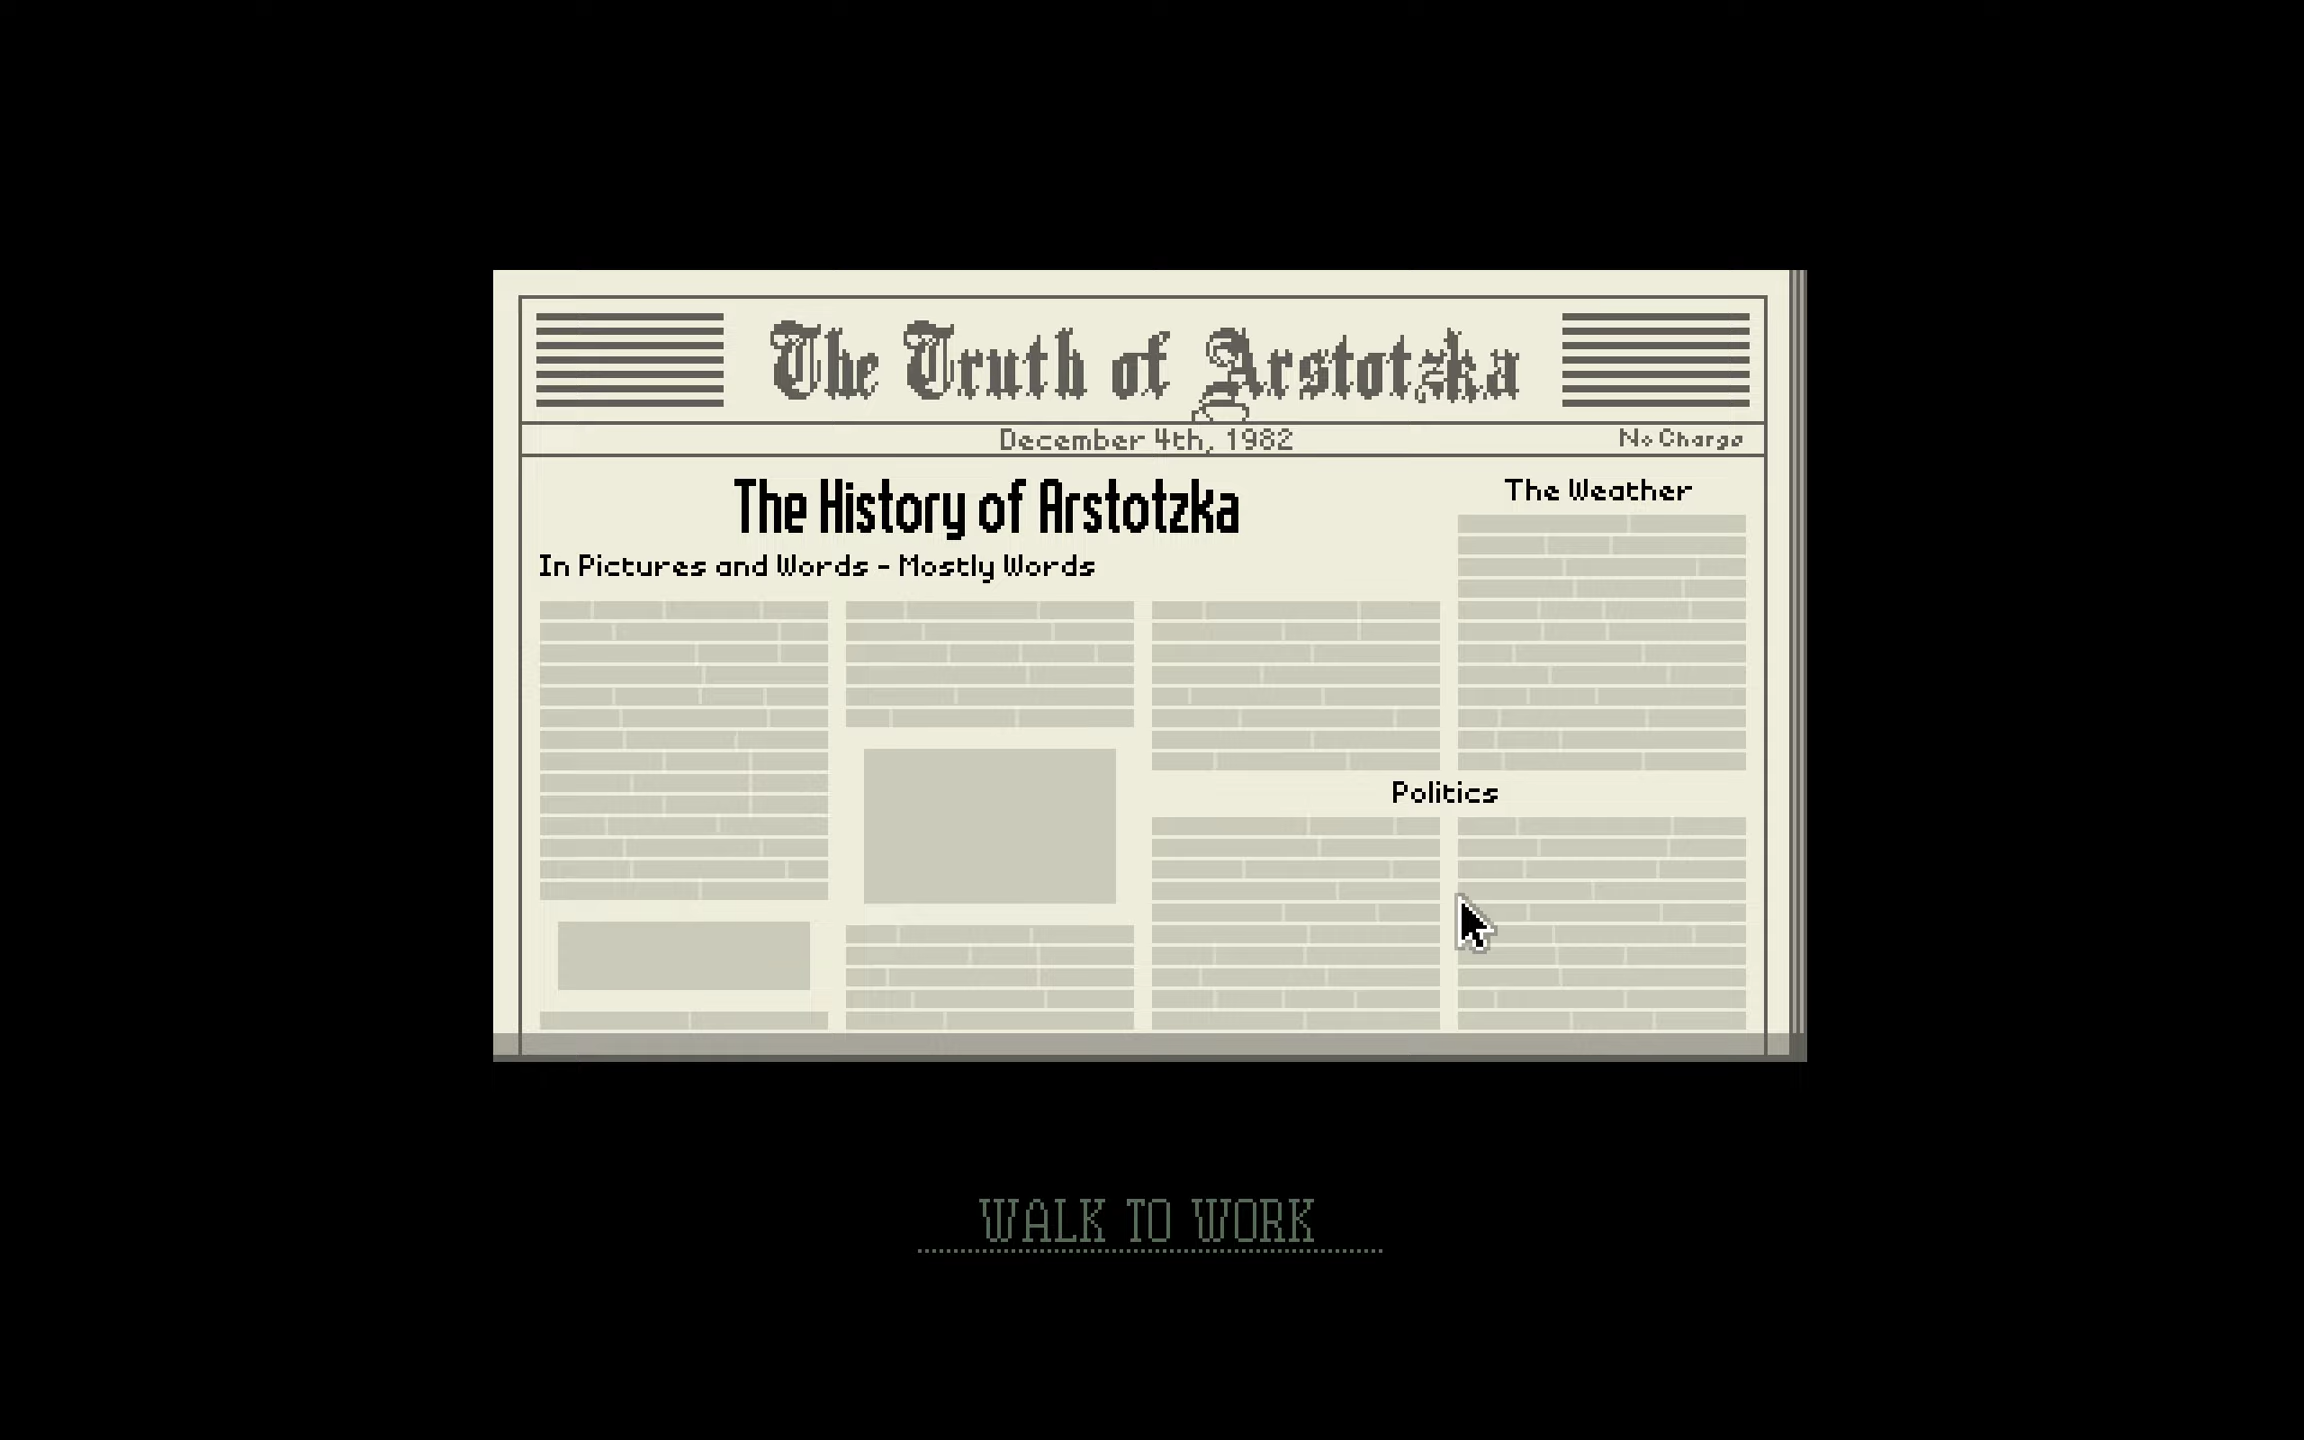 The Truth of Arstotzka
December 4th, 1982
No Charge
The History of Arstotzka
In Pictures and Words - Mostly Words
The Weather
Politics
WALK TO WORK